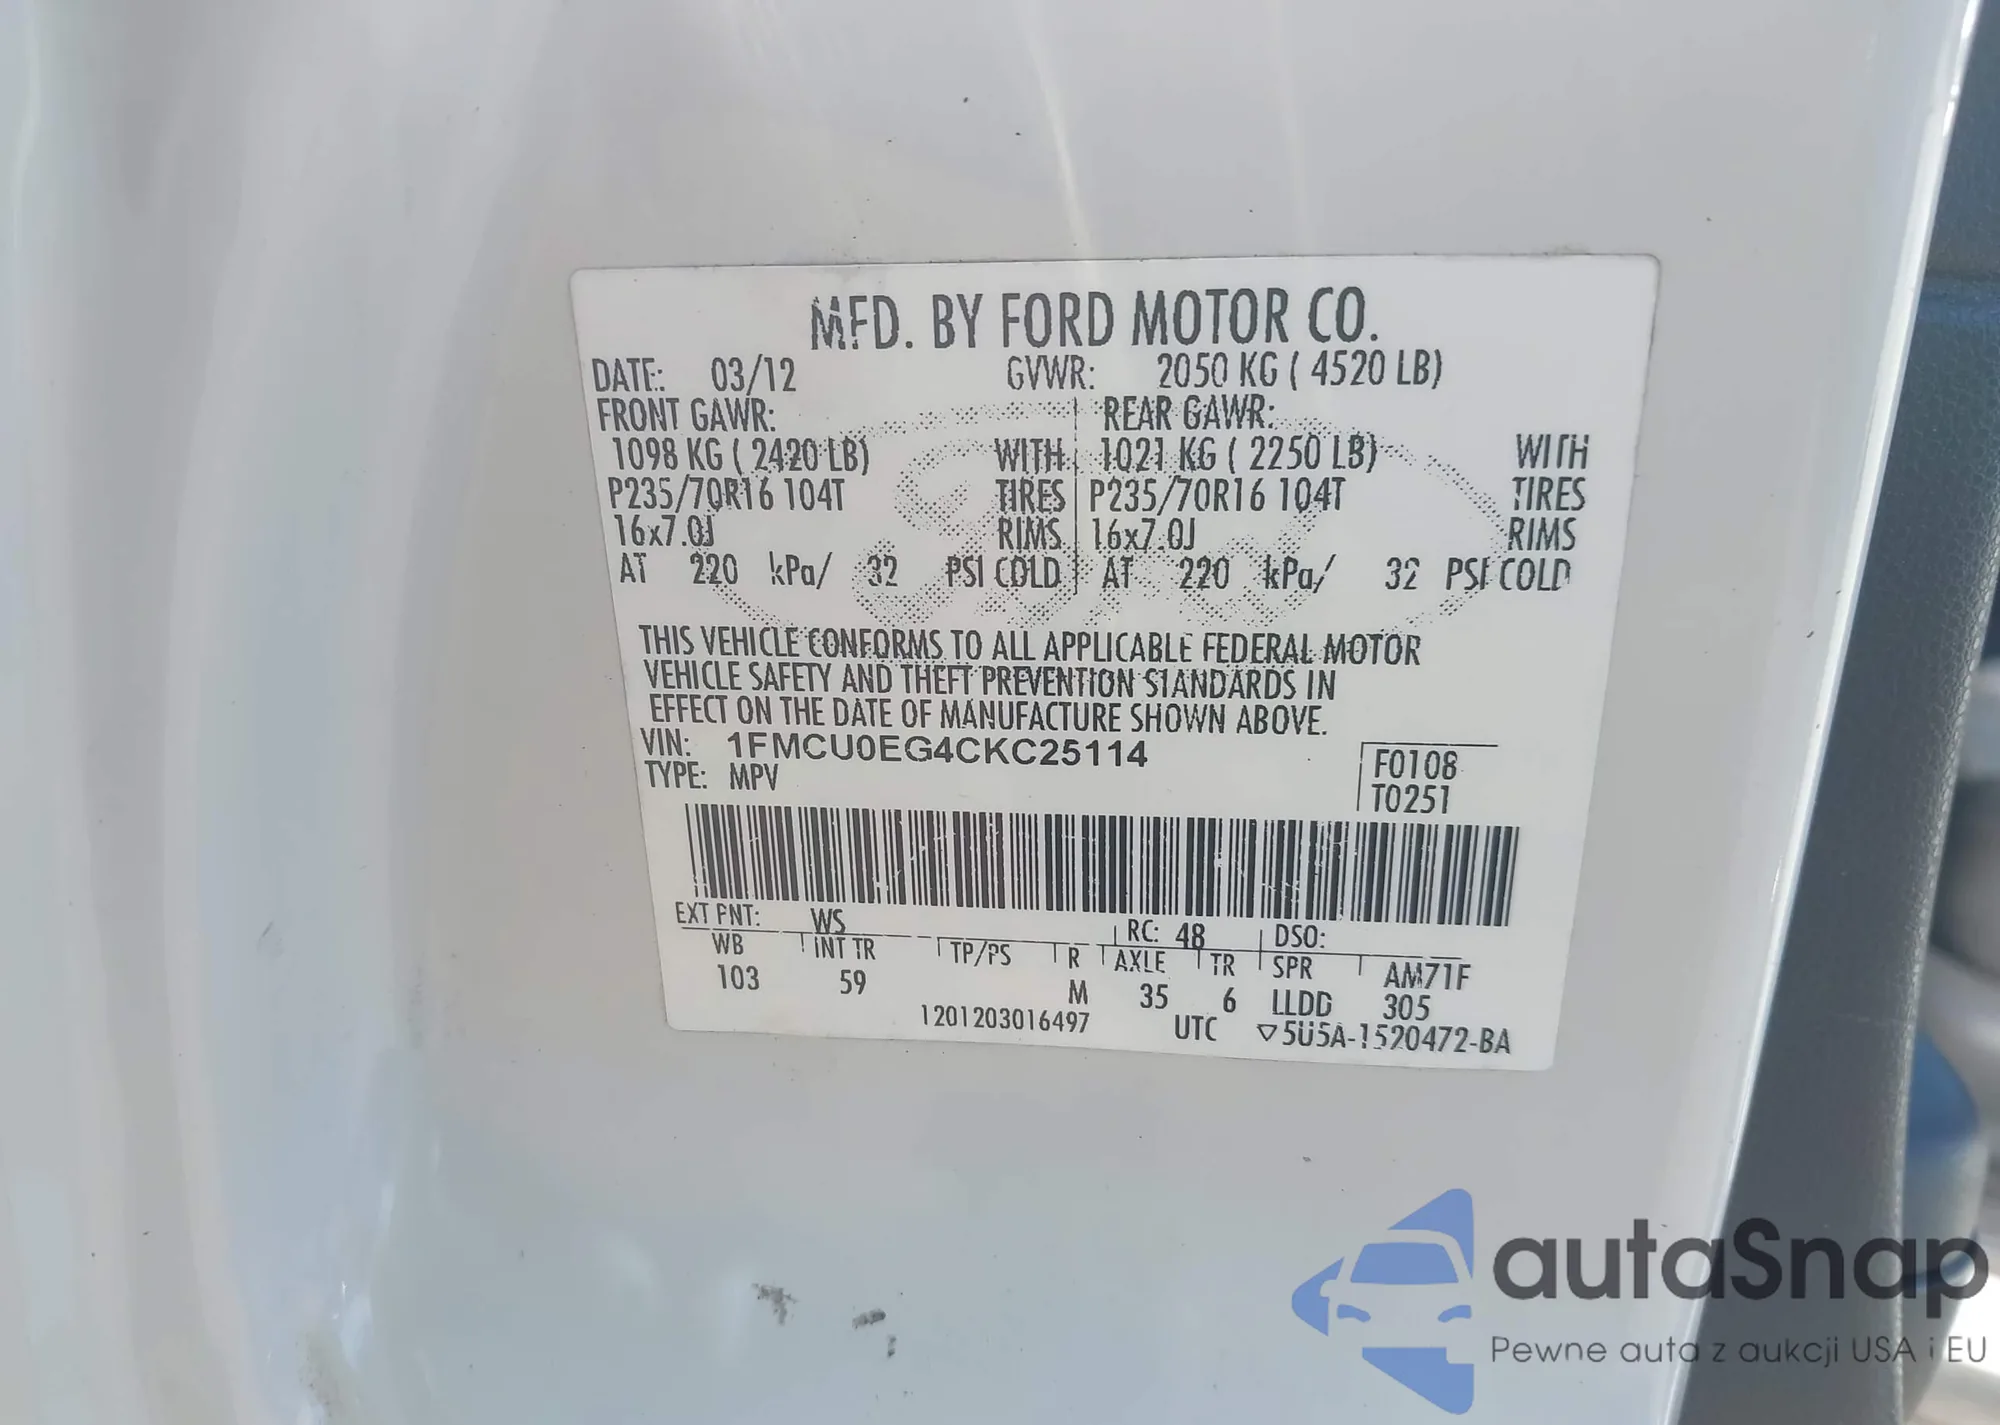 MFD. BY FORD MOTOR CO.
DATE: 03/12 GVWR: 2050 KG ( 4520 LB)
FRONT GAWR: REAR GAWR:
1098 KG ( 2420 LB) WITH 1021 KG ( 2250 LB) WITH
P235/70R16 104T TIRES P235/70R16 104T TIRES
16x7.0J RIMS 16x7.0J RIMS
AT 220 kPa/ 32 PSI COLD AT 220 kPa/ 32 PSI COLD
THIS VEHICLE CONFORMS TO ALL APPLICABLE FEDERAL MOTOR
VEHICLE SAFETY AND THEFT PREVENTION STANDARDS IN
EFFECT ON THE DATE OF MANUFACTURE SHOWN ABOVE.
VIN: 1FMCU0EG4CKC25114
TYPE: MPV
F0108
T0251
EXT PNT: WS RC: 48 DSO:
WB INT TR TP/PS R AXLE TR SPR AM71F
103 59 M 35 6 LLDD 305
1201203016497 UTC ▽5U5A-1520472-BA
autaSnap
Pewne auta z aukcji USA i EU